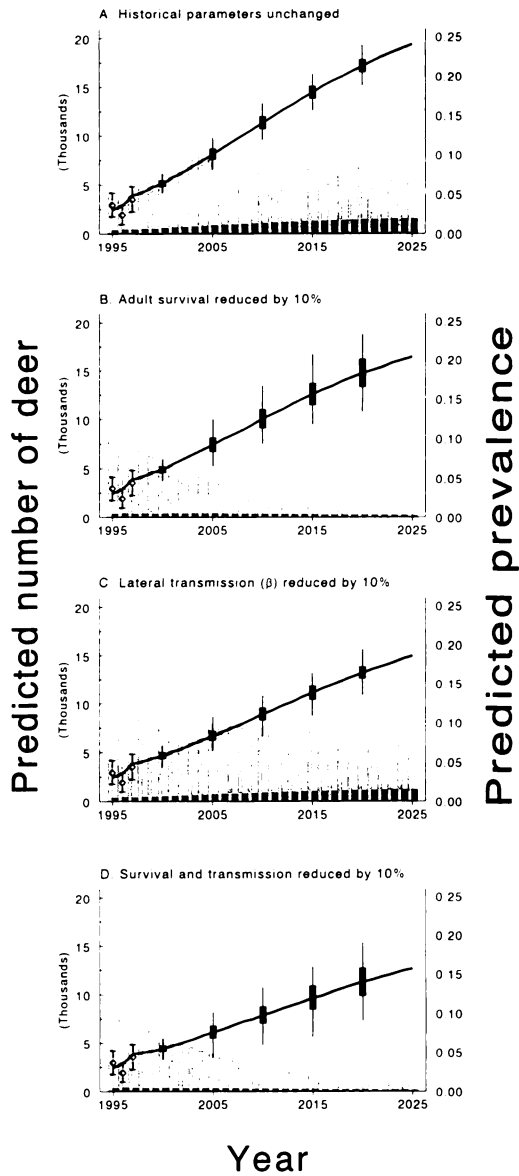 A. Historical parameters unchanged
20
15
10
5
0
(Thousands)
0.25
0.20
0.15
0.10
0.05
0.00
1995 2005 2015 2025
B. Adult survival reduced by 10%
20
15
10
5
0
(Thousands)
0.25
0.20
0.15
0.10
0.05
0.00
1995 2005 2015 2025
Predicted number of deer
Predicted prevalence
C. Lateral transmission (β) reduced by 10%
20
15
10
5
0
(Thousands)
0.25
0.20
0.15
0.10
0.05
0.00
1995 2005 2015 2025
D. Survival and transmission reduced by 10%
20
15
10
5
0
(Thousands)
0.25
0.20
0.15
0.10
0.05
0.00
1995 2005 2015 2025
Year